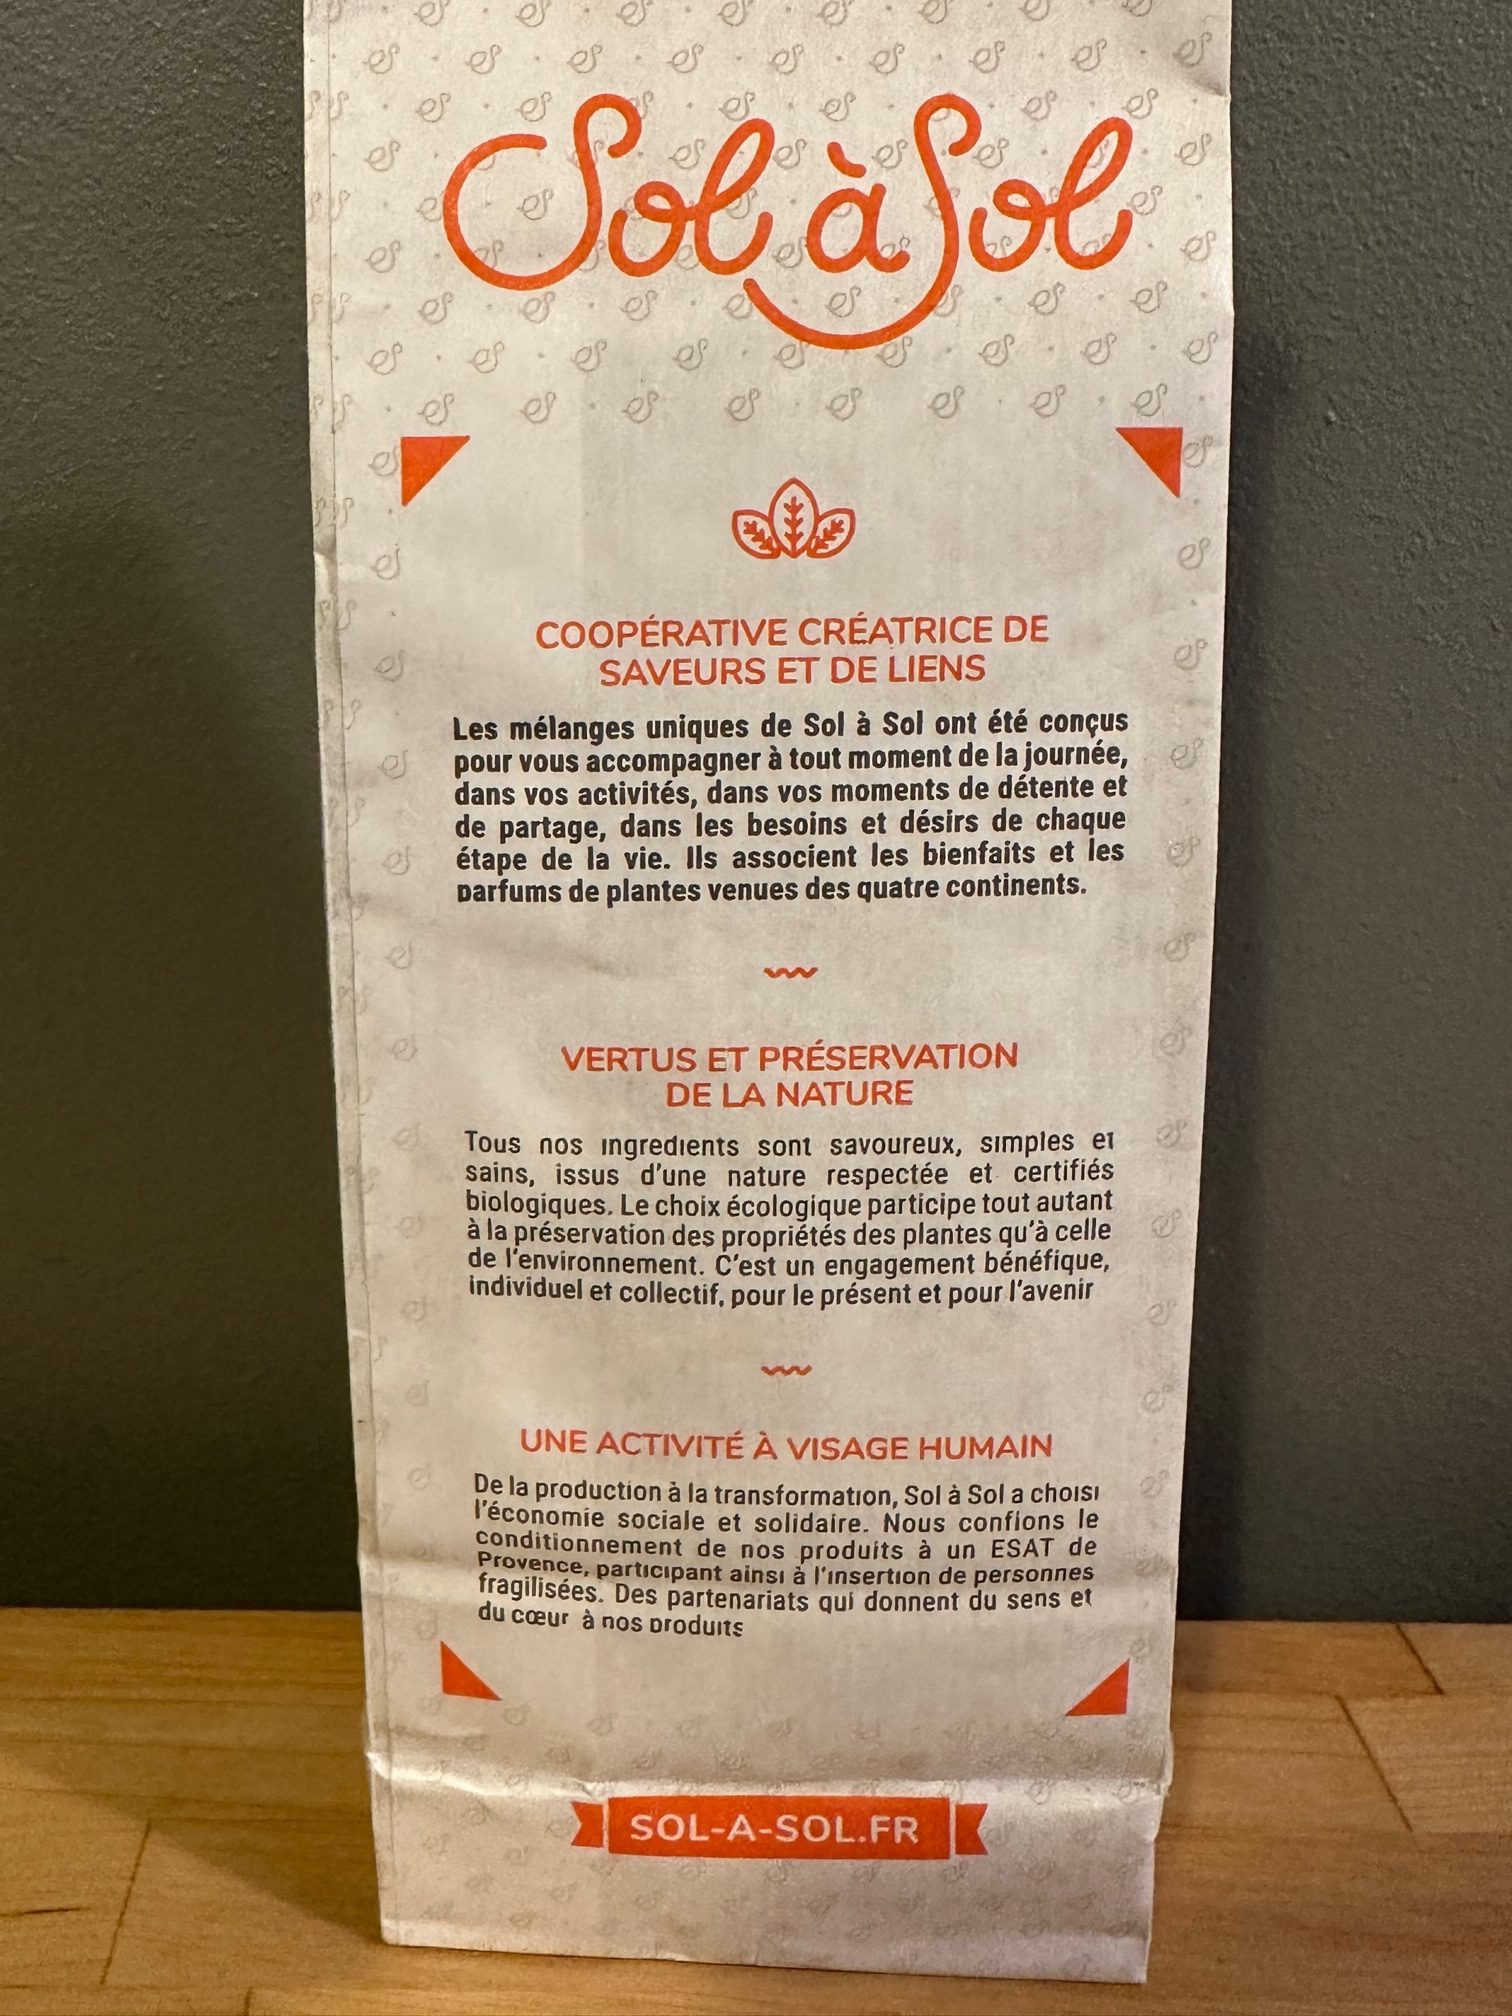 Sol à Sol
COOPÉRATIVE CRÉATRICE DE
SAVEURS ET DE LIENS
Les mélanges uniques de Sol à Sol ont été conçus
pour vous accompagner à tout moment de la journée,
dans vos activités, dans vos moments de détente et
de partage, dans les besoins et désirs de chaque
étape de la vie. Ils associent les bienfaits et les
parfums de plantes venues des quatre continents.
VERTUS ET PRÉSERVATION
DE LA NATURE
Tous nos ingredients sont savoureux, simples et
sains, issus d'une nature respectée et certifiés
biologiques. Le choix écologique participe tout autant
à la préservation des propriétés des plantes qu'à celle
de l'environnement. C'est un engagement bénéfique,
individuel et collectif, pour le présent et pour l'avenir
UNE ACTIVITÉ À VISAGE HUMAIN
De la production à la transformation, Sol à Sol a choisi
l'économie sociale et solidaire. Nous confions le
conditionnement de nos produits à un ESAT de
Provence, participant ainsi à l'insertion de personnes
fragilisées. Des partenariats qui donnent du sens et
du cœur à nos produits
SOL-A-SOL.FR